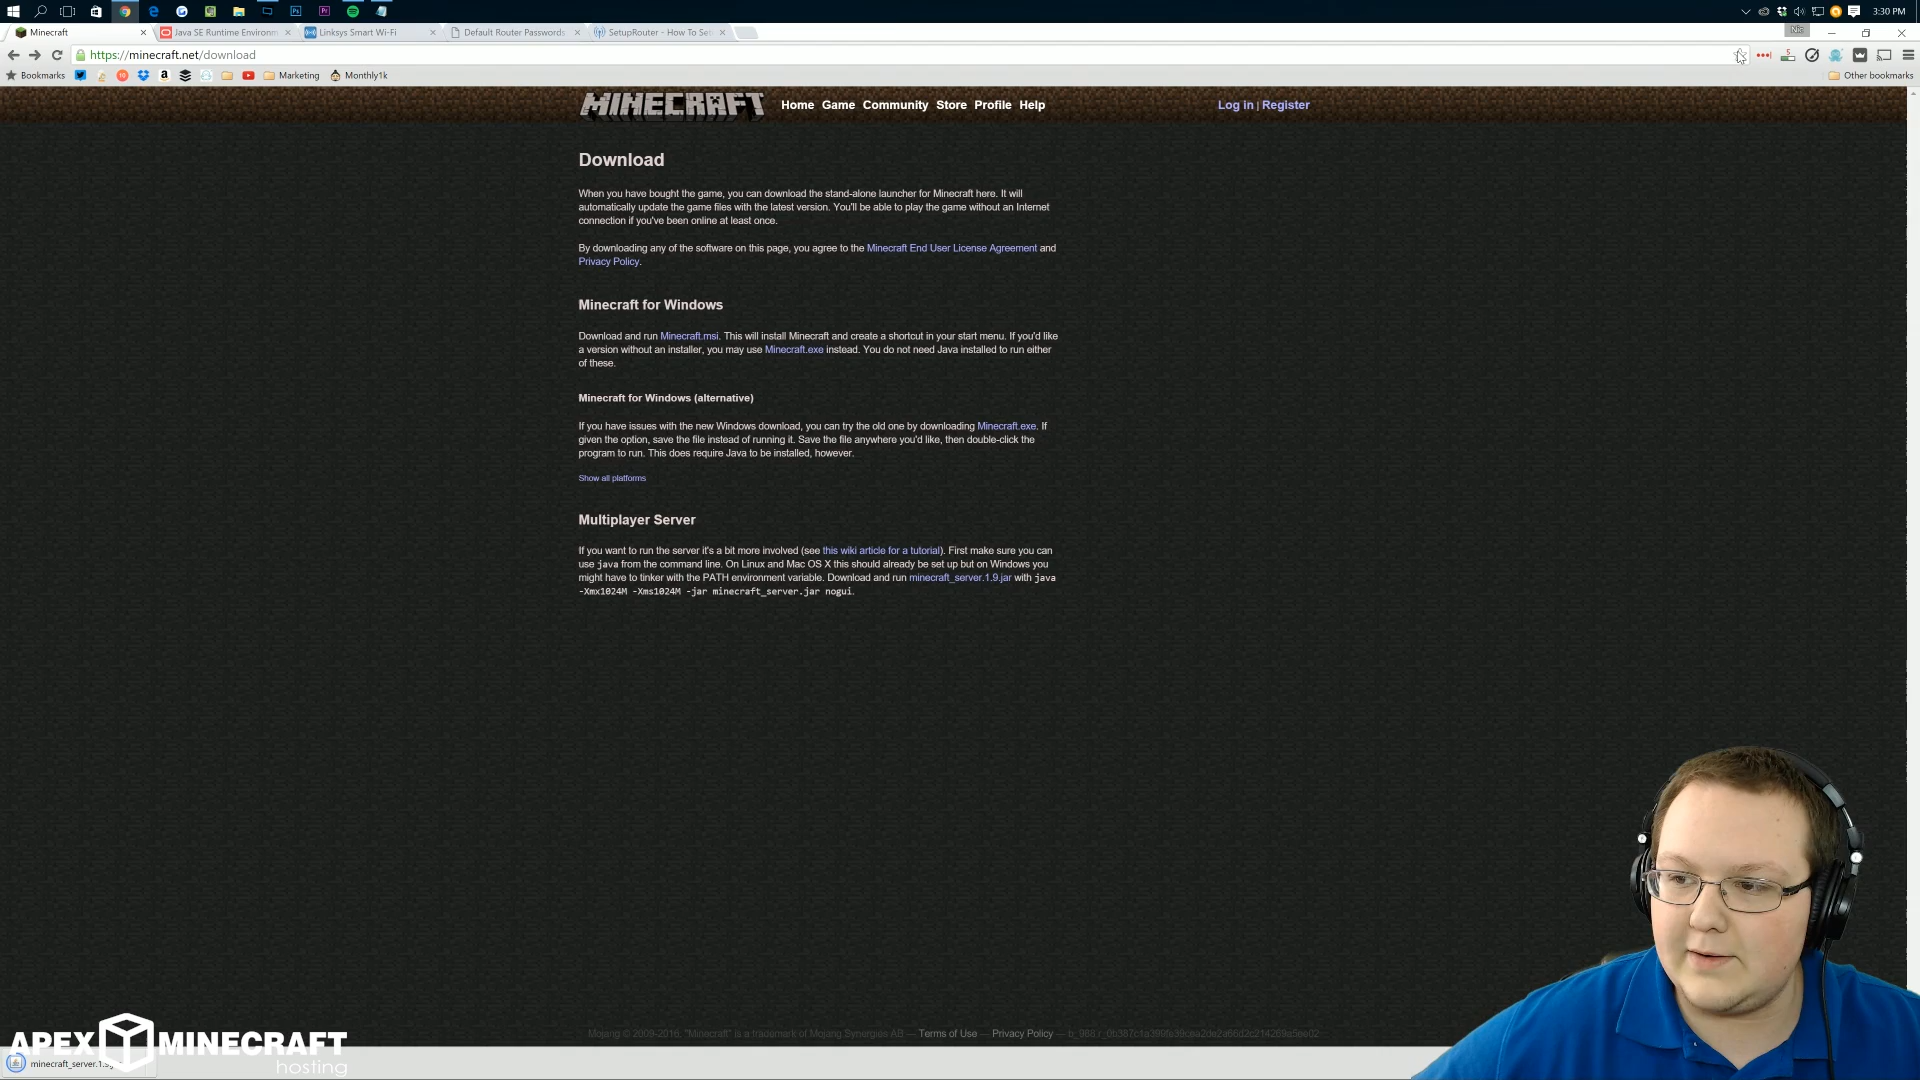 3:30 PM
Minecraft
Java SE Runtime Environm
Linksys Smart Wi-Fi
Default Router Passwords
SetupRouter - How To Set
Nic
https://minecraft.net/download
Bookmarks
Marketing
Monthly1k
Other bookmarks
MINECRAFT
Home Game Community Store Profile Help
Log in | Register
Download
When you have bought the game, you can download the stand-alone launcher for Minecraft here. It will
automatically update the game files with the latest version. You'll be able to play the game without an Internet
connection if you've been online at least once.
By downloading any of the software on this page, you agree to the Minecraft End User License Agreement and
Privacy Policy.
Minecraft for Windows
Download and run Minecraft.msi. This will install Minecraft and create a shortcut in your start menu. If you'd like
a version without an installer, you may use Minecraft.exe instead. You do not need Java installed to run either
of these.
Minecraft for Windows (alternative)
If you have issues with the new Windows download, you can try the old one by downloading Minecraft.exe. If
given the option, save the file instead of running it. Save the file anywhere you'd like, then double-click the
program to run. This does require Java to be installed, however.
Show all platforms
Multiplayer Server
If you want to run the server it's a bit more involved (see this wiki article for a tutorial). First make sure you can
use java from the command line. On Linux and Mac OS X this should already be set up but on Windows you
might have to tinker with the PATH environment variable. Download and run minecraft_server.1.9.jar with java
-Xmx1024M -Xms1024M -jar minecraft_server.jar nogui.
Mojang © 2009-2016. "Minecraft" is a trademark of Mojang Synergies AB — Terms of Use — Privacy Policy —
APEX MINECRAFT
hosting
minecraft_server.1.9.j